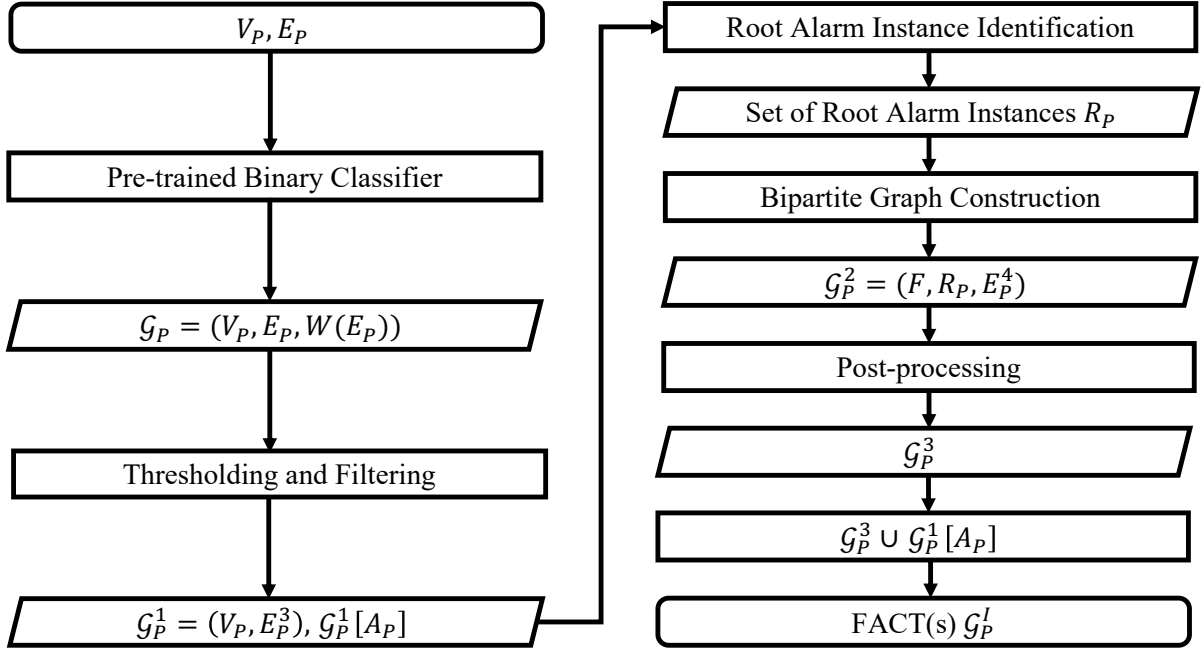 V_P, E_P
Pre-trained Binary Classifier
𝒢_P = (V_P, E_P, W(E_P))
Thresholding and Filtering
𝒢_P^1 = (V_P, E_P^3), 𝒢_P^1[A_P]
Root Alarm Instance Identification
Set of Root Alarm Instances R_P
Bipartite Graph Construction
𝒢_P^2 = (F, R_P, E_P^4)
Post-processing
𝒢_P^3
𝒢_P^3 ∪ 𝒢_P^1[A_P]
FACT(s) 𝒢_P^I